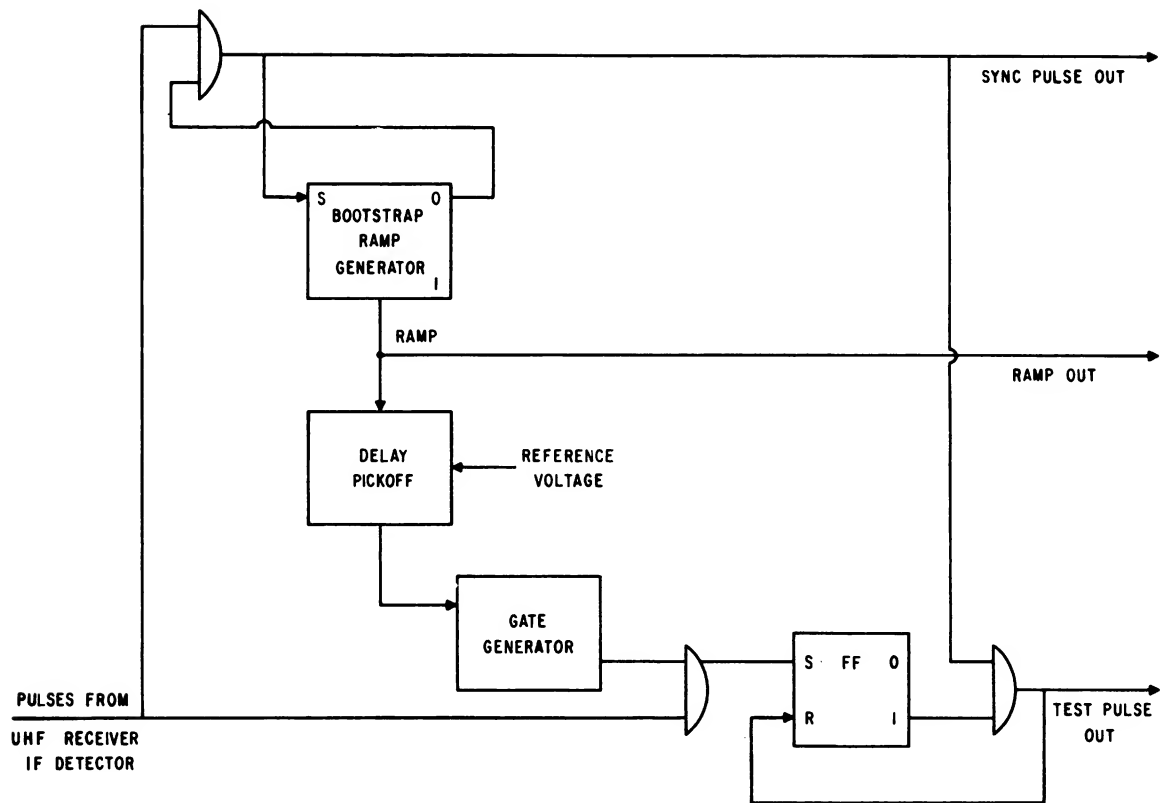 SYNC PULSE OUT
S O
BOOTSTRAP
RAMP
GENERATOR
I
RAMP
RAMP OUT
DELAY
PICKOFF
REFERENCE
VOLTAGE
GATE
GENERATOR
S FF O
R I
PULSES FROM
UHF RECEIVER
IF DETECTOR
TEST PULSE
OUT